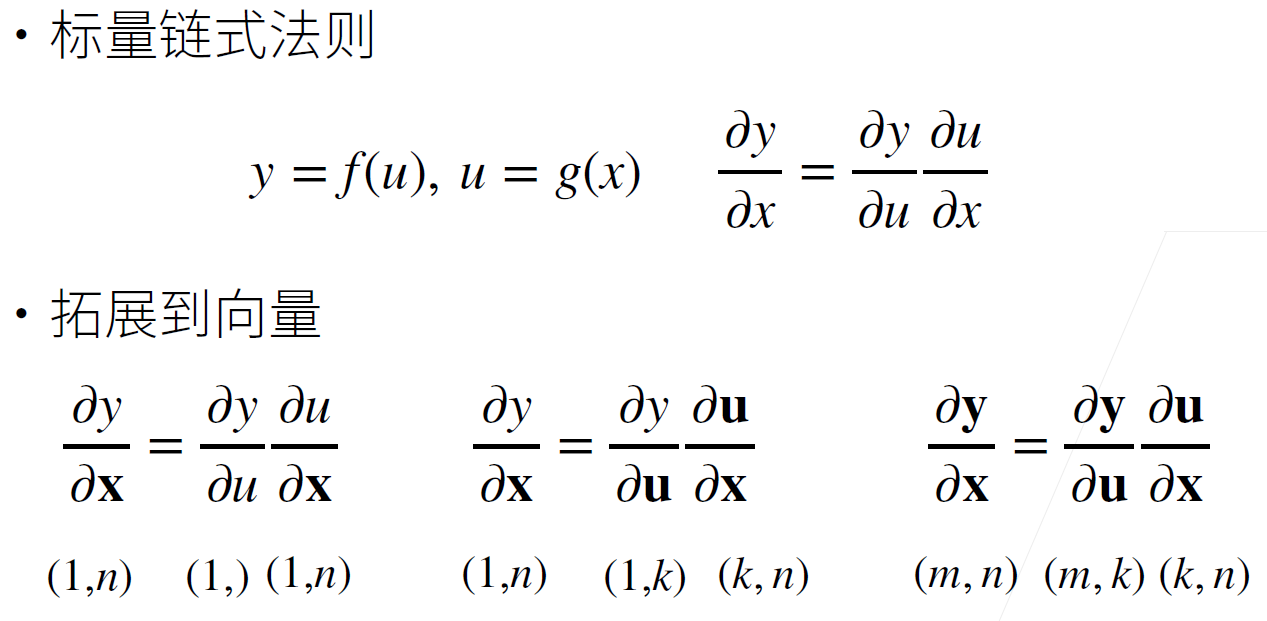 • 标量链式法则
y = f(u), u = g(x) ∂y/∂x = ∂y/∂u ∂u/∂x
• 拓展到向量
∂y/∂𝐱 = ∂y/∂u ∂u/∂𝐱 ∂y/∂𝐱 = ∂y/∂𝐮 ∂𝐮/∂𝐱 ∂𝐲/∂𝐱 = ∂𝐲/∂𝐮 ∂𝐮/∂𝐱
(1,n) (1,) (1,n) (1,n) (1,k) (k, n) (m, n) (m, k) (k, n)